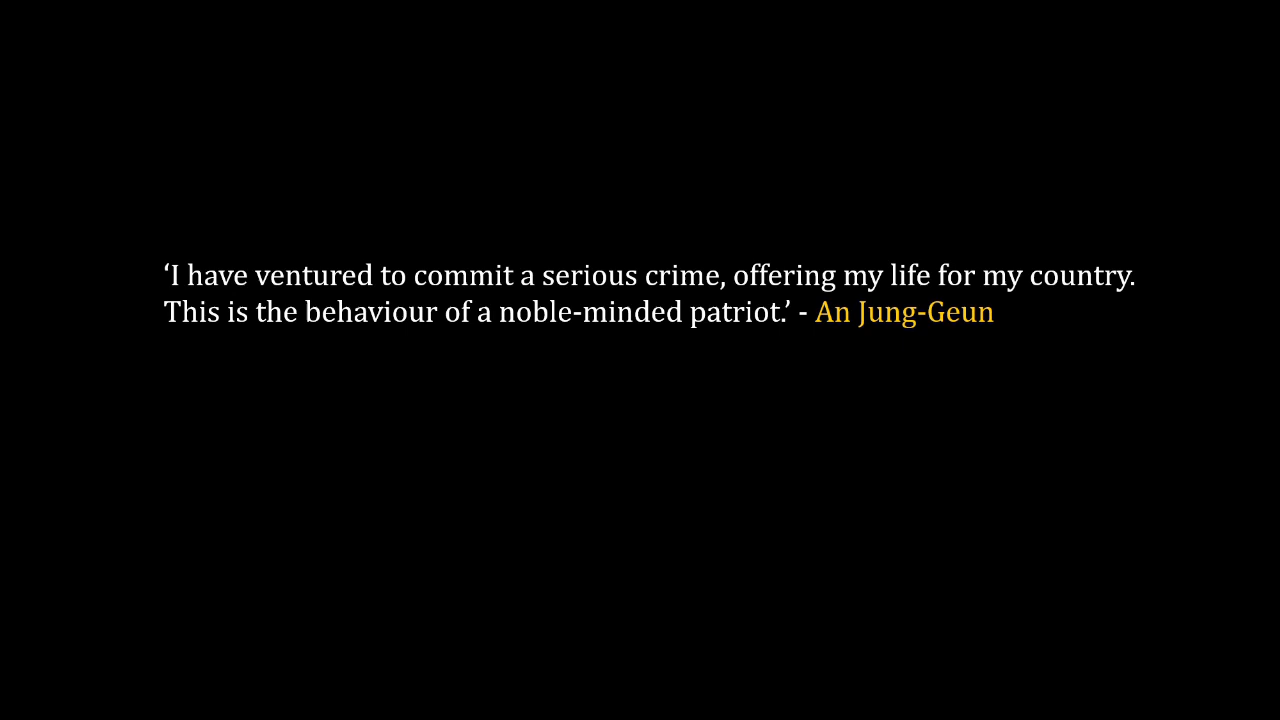 ‘I have ventured to commit a serious crime, offering my life for my country.
This is the behaviour of a noble-minded patriot.’ - An Jung-Geun